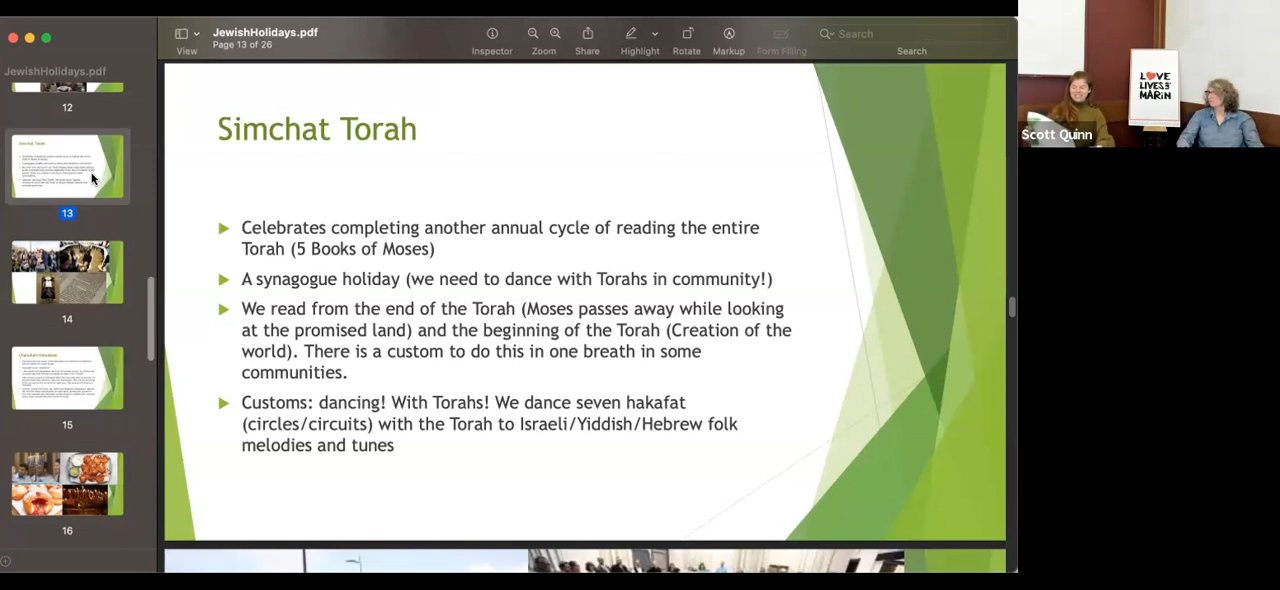 JewishHolidays.pdf
Page 13 of 26
View
Inspector
Zoom
Share
Highlight
Rotate
Markup
Form Filling
Search
Search
JewishHolidays.pdf
12
13
14
15
16
Simchat Torah
Celebrates completing another annual cycle of reading the entire
Torah (5 Books of Moses)
A synagogue holiday (we need to dance with Torahs in community!)
We read from the end of the Torah (Moses passes away while looking
at the promised land) and the beginning of the Torah (Creation of the
world). There is a custom to do this in one breath in some
communities.
Customs: dancing! With Torahs! We dance seven hakafat
(circles/circuits) with the Torah to Israeli/Yiddish/Hebrew folk
melodies and tunes
LOVE
LIVES IN
MARIN
Scott Quinn